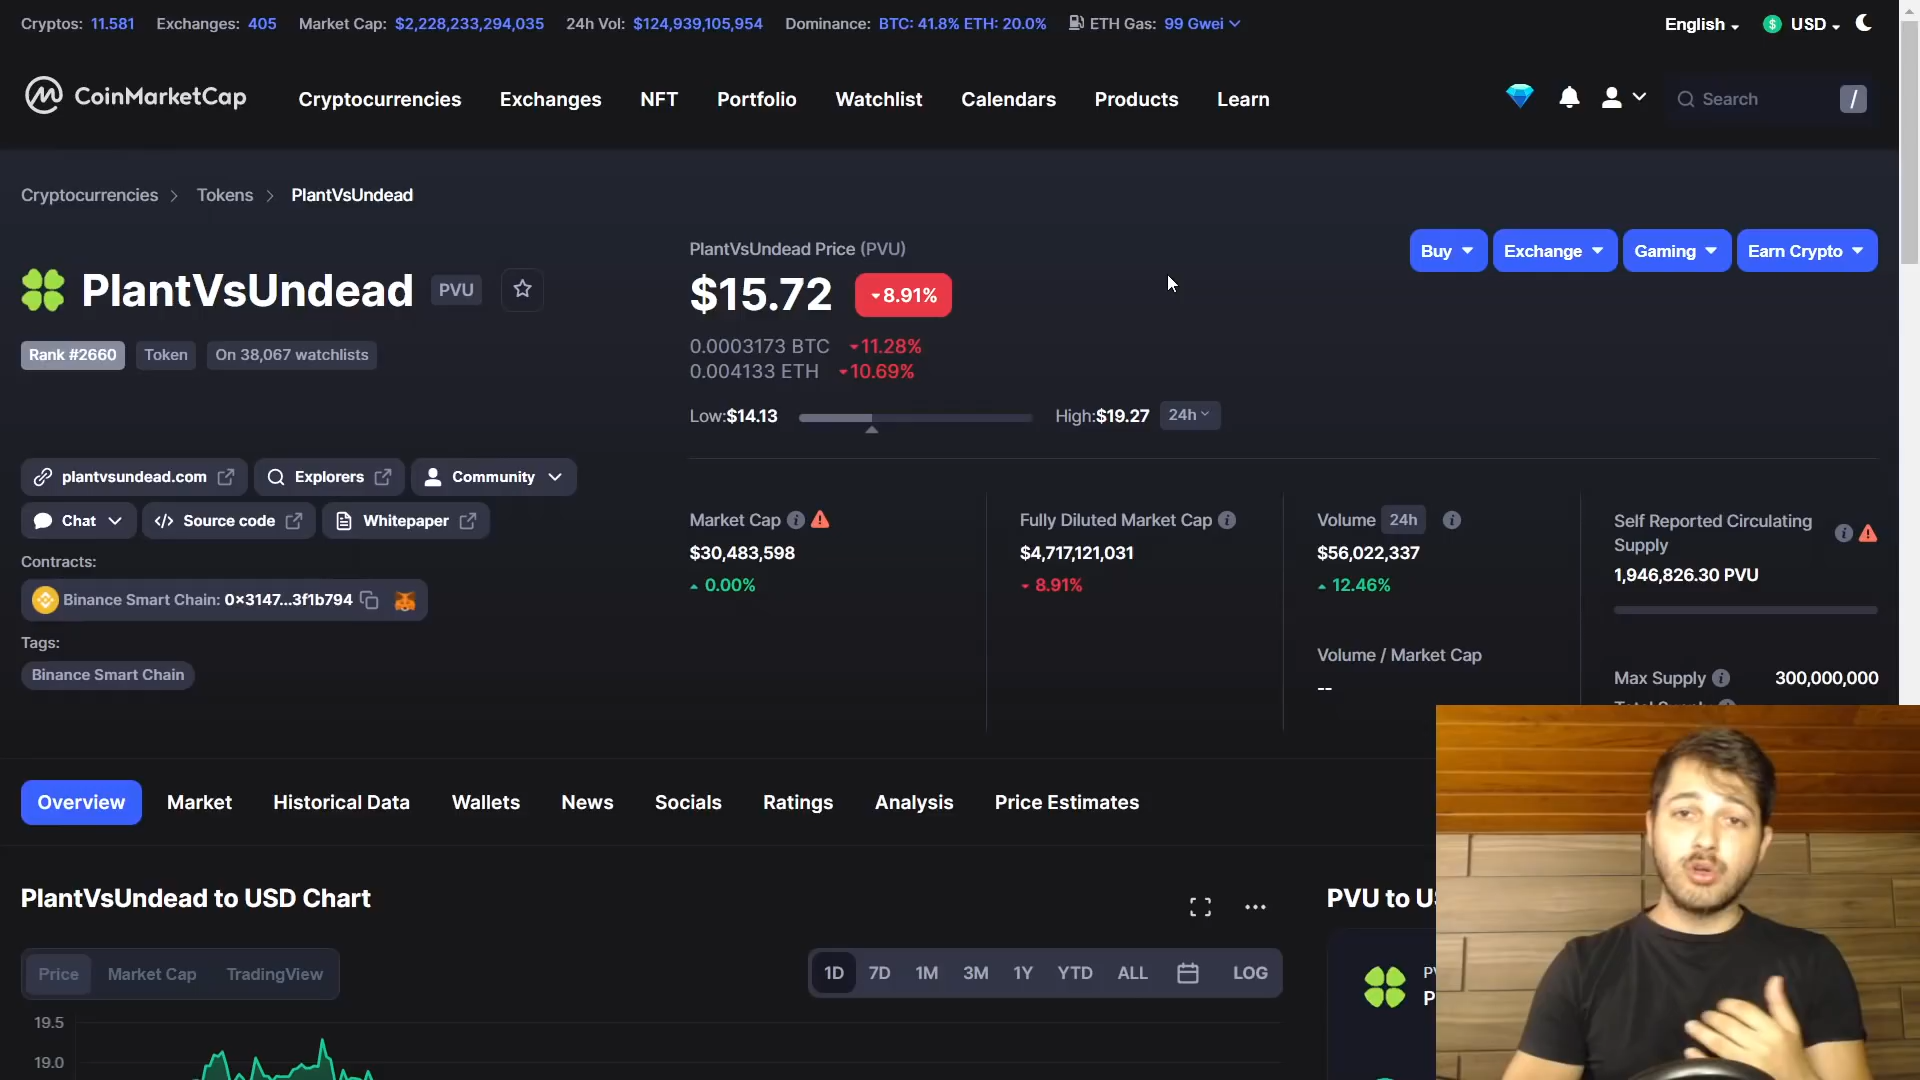 Cryptos: 11.581 Exchanges: 405 Market Cap: $2,228,233,294,035 24h Vol: $124,939,105,954 Dominance: BTC: 41.8% ETH: 20.0% ETH Gas: 99 Gwei
English USD
CoinMarketCap Cryptocurrencies Exchanges NFT Portfolio Watchlist Calendars Products Learn Search /
Cryptocurrencies > Tokens > PlantVsUndead
PlantVsUndead PVU
Rank #2660 Token On 38,067 watchlists
plantvsundead.com Explorers Community
Chat Source code Whitepaper
Contracts:
Binance Smart Chain: 0x3147...3f1b794
Tags:
Binance Smart Chain
PlantVsUndead Price (PVU)
$15.72 8.91%
0.0003173 BTC 11.28%
0.004133 ETH 10.69%
Low:$14.13 High:$19.27 24h
Buy Exchange Gaming Earn Crypto
Market Cap
$30,483,598
0.00%
Fully Diluted Market Cap
$4,717,121,031
8.91%
Volume 24h
$56,022,337
12.46%
Volume / Market Cap
--
Self Reported Circulating
Supply
1,946,826.30 PVU
Max Supply 300,000,000
Overview Market Historical Data Wallets News Socials Ratings Analysis Price Estimates
PlantVsUndead to USD Chart
Price Market Cap TradingView
1D 7D 1M 3M 1Y YTD ALL LOG
19.5
19.0
PVU to U
P
P